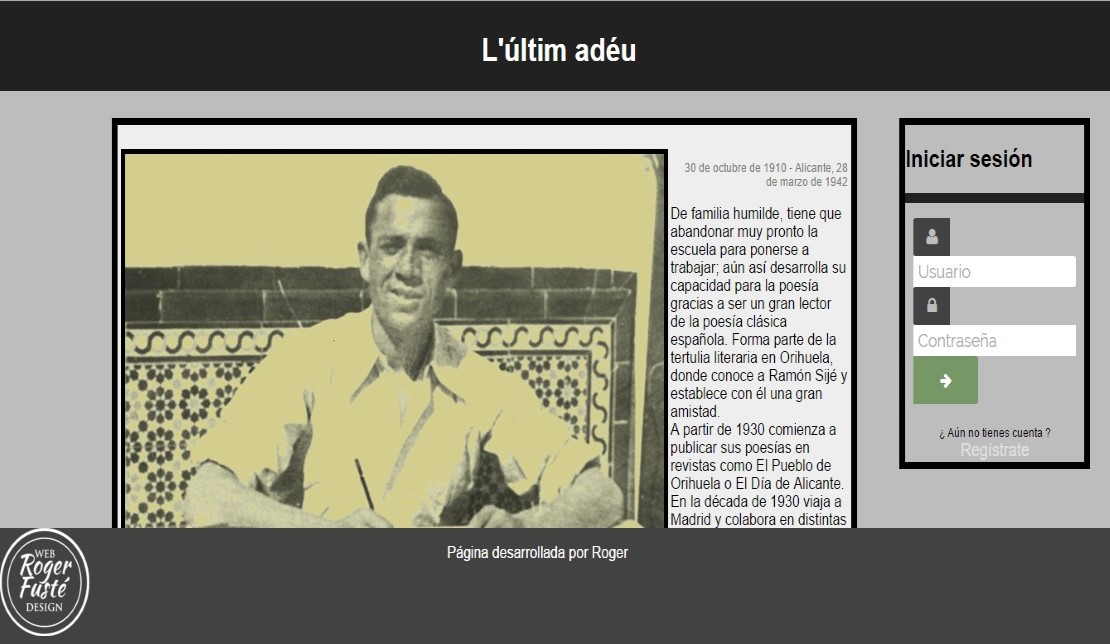 L'últim adéu
30 de octubre de 1910 - Alicante, 28
de marzo de 1942
De familia humilde, tiene que
abandonar muy pronto la
escuela para ponerse a
trabajar; aún así desarrolla su
capacidad para la poesía
gracias a ser un gran lector
de la poesía clásica
española. Forma parte de la
tertulia literaria en Orihuela,
donde conoce a Ramón Sijé y
establece con él una gran
amistad.
A partir de 1930 comienza a
publicar sus poesías en
revistas como El Pueblo de
Orihuela o El Día de Alicante.
En la década de 1930 viaja a
Madrid y colabora en distintas
Iniciar sesión
Usuario
Contraseña
¿ Aún no tienes cuenta ?
Regístrate
Página desarrollada por Roger
WEB
Roger
Fusté
DESIGN